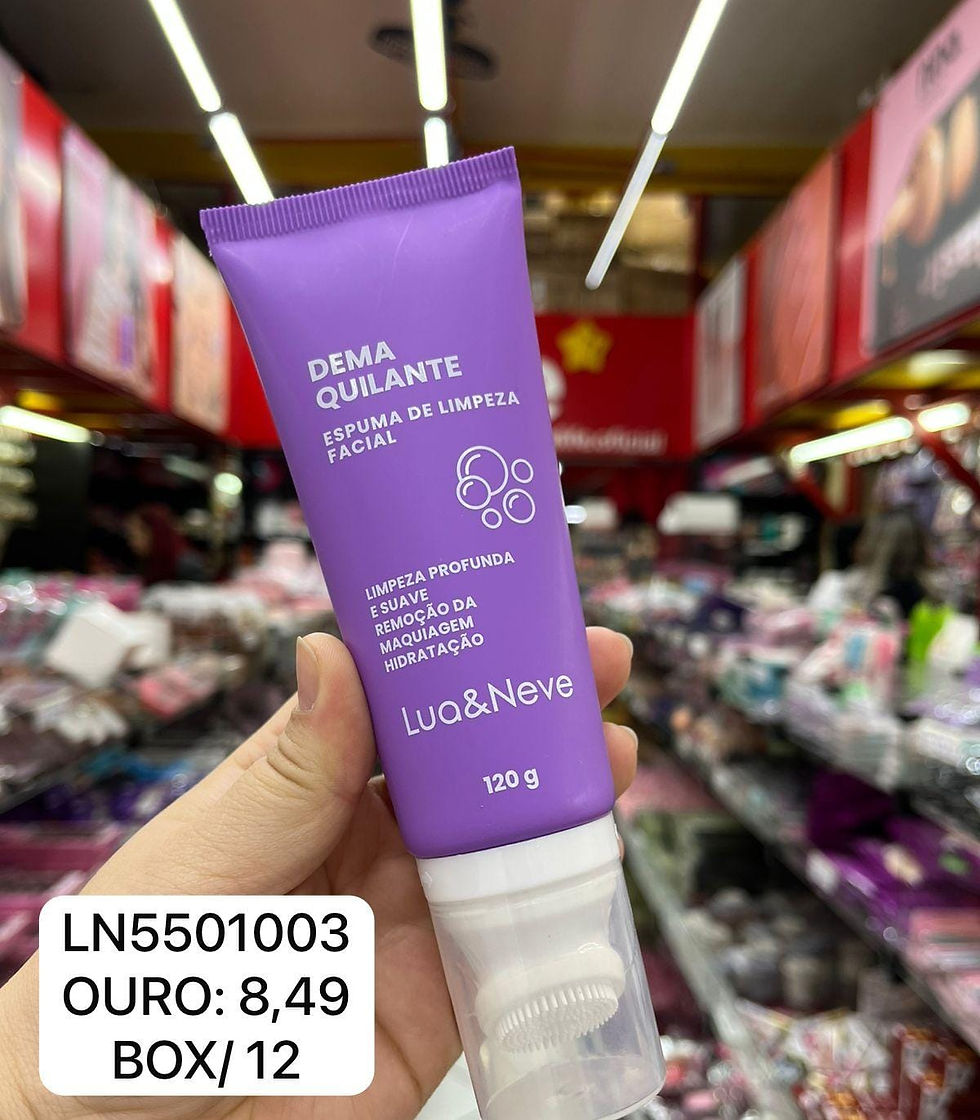 DEMA
QUILANTE
ESPUMA DE LIMPEZA
FACIAL
LIMPEZA PROFUNDA
E SUAVE
REMOÇÃO DA
MAQUIAGEM
HIDRATAÇÃO
Lua&Neve
120 g
LN5501003
OURO: 8,49
BOX/ 12